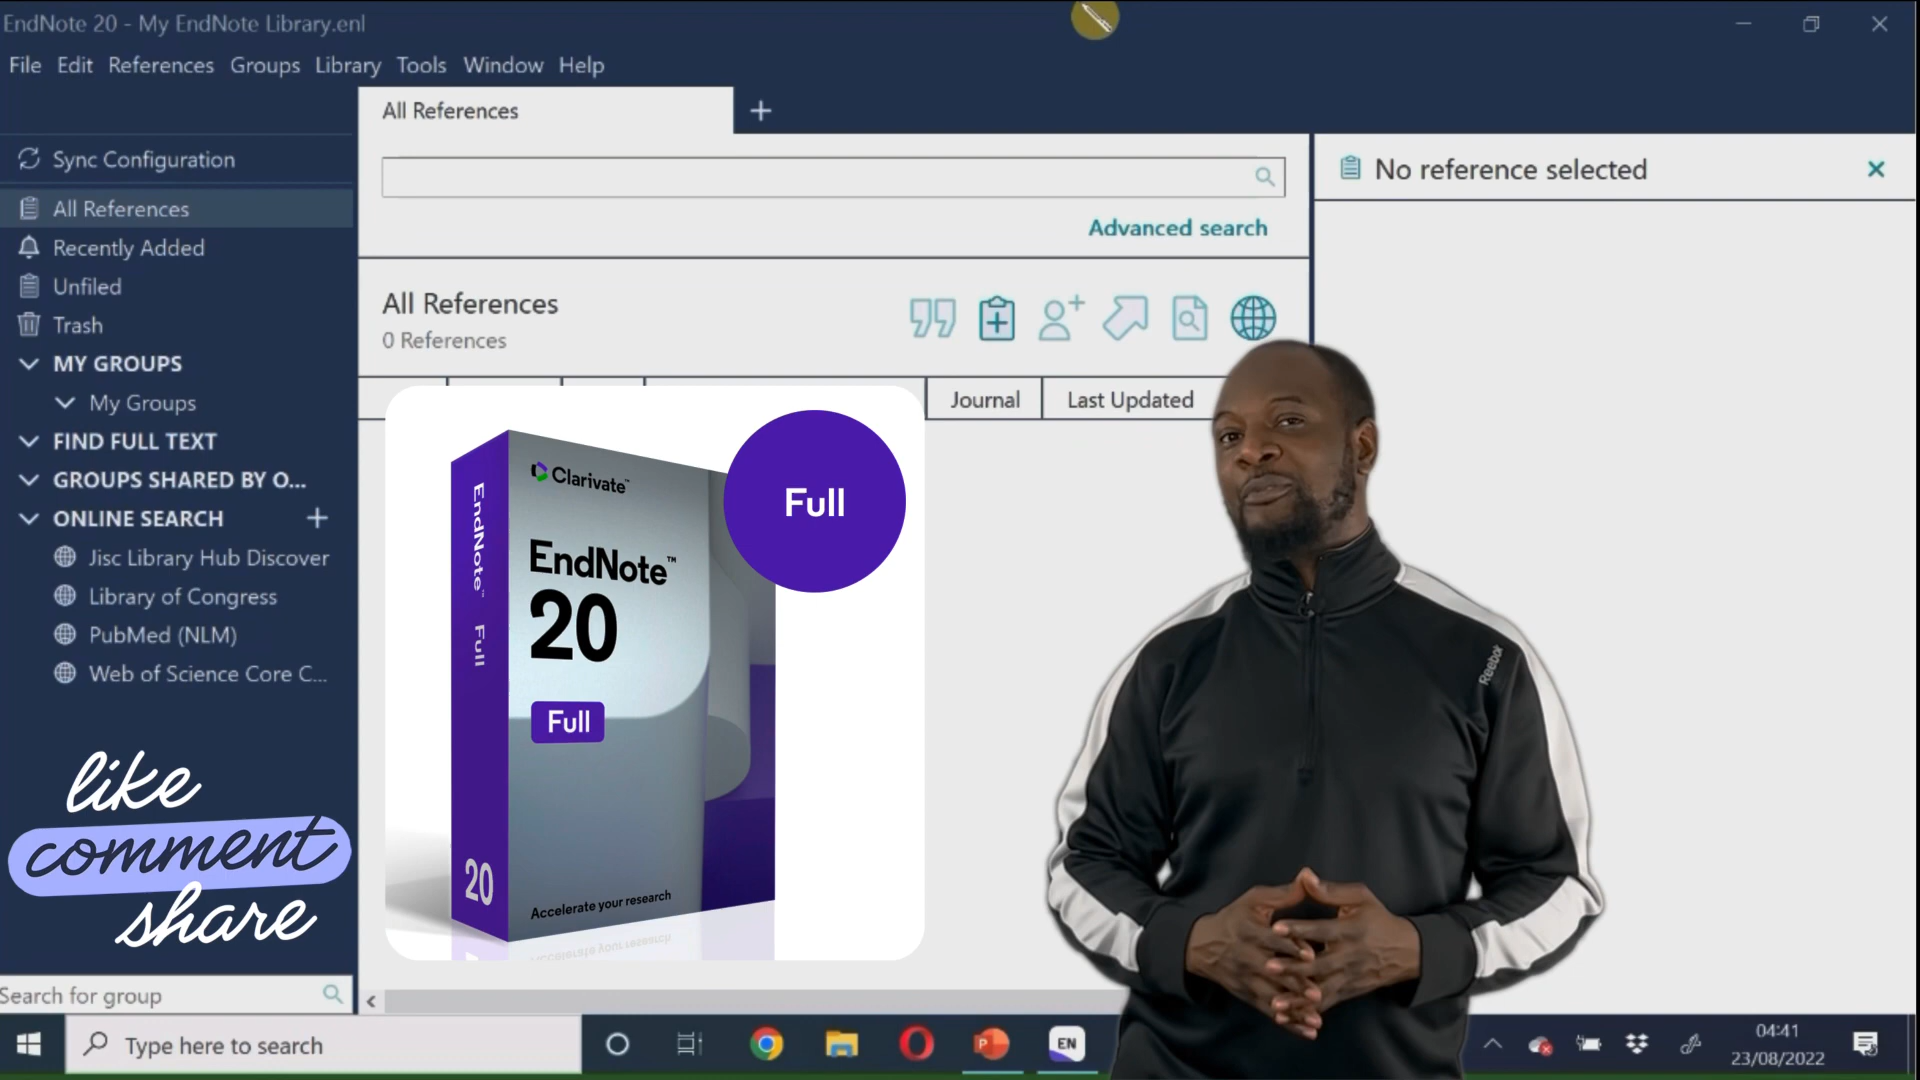 EndNote 20 - My EndNote Library.enl
File Edit References Groups Library Tools Window Help
All References
Sync Configuration
All References
Recently Added
Unfiled
Trash
MY GROUPS
My Groups
FIND FULL TEXT
GROUPS SHARED BY O...
ONLINE SEARCH
Jisc Library Hub Discover
Library of Congress
PubMed (NLM)
Web of Science Core C...
like
comment
share
Search for group
Advanced search
All References
0 References
Journal Last Updated
No reference selected
Clarivate™
EndNote™
20
Full
Accelerate your research
EndNote™ Full
20
Full
Reebok
Type here to search
P
EN
04:41
23/08/2022